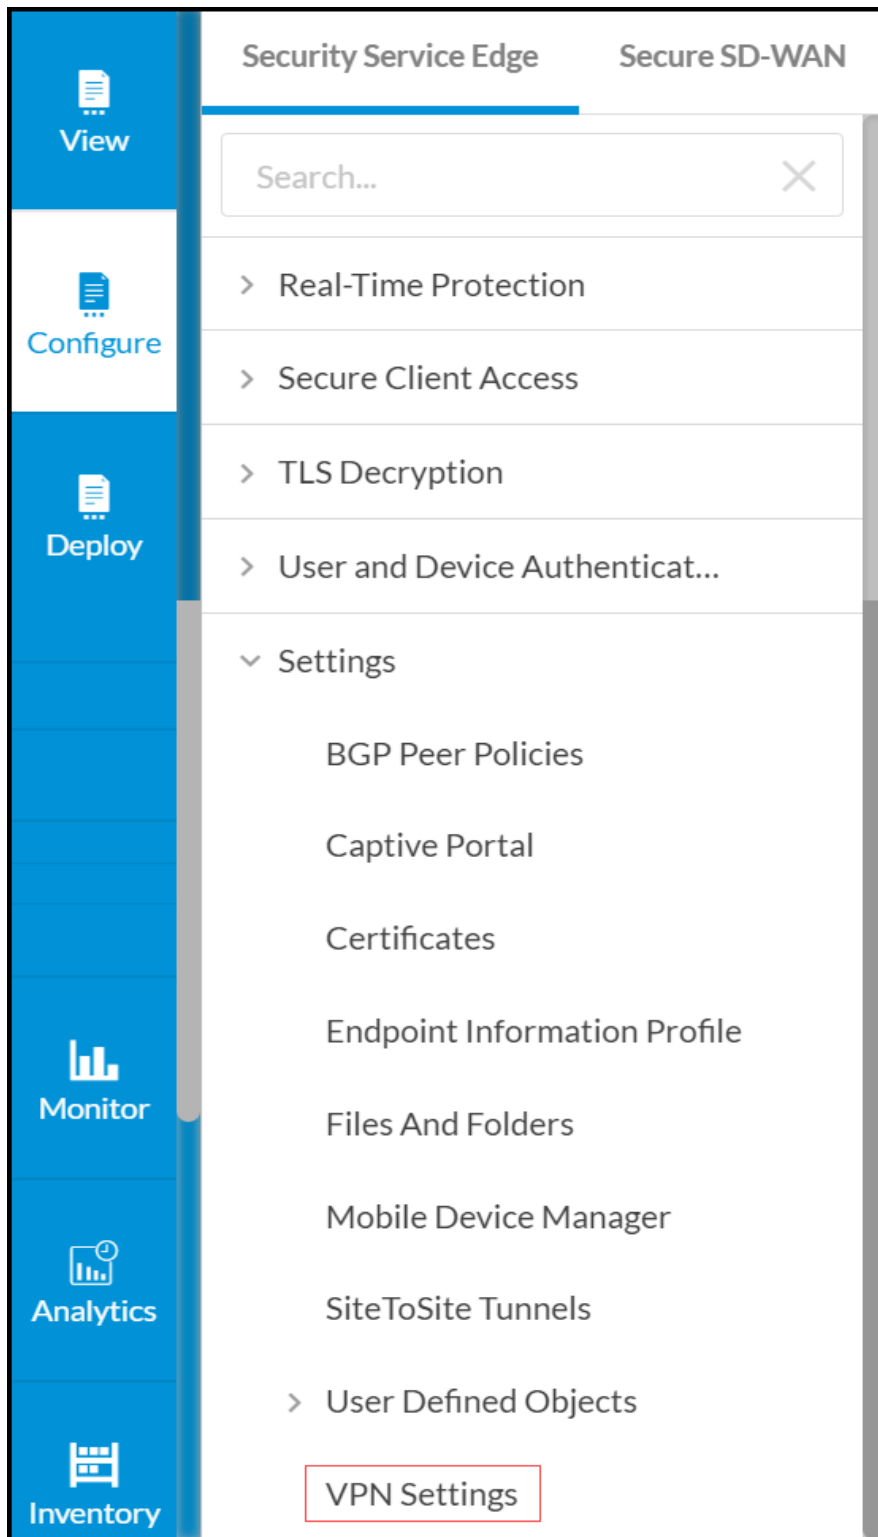 View
Configure
Deploy
Monitor
Analytics
Inventory
Security Service Edge
Secure SD-WAN
Search...
Real-Time Protection
Secure Client Access
TLS Decryption
User and Device Authenticat...
Settings
BGP Peer Policies
Captive Portal
Certificates
Endpoint Information Profile
Files And Folders
Mobile Device Manager
SiteToSite Tunnels
User Defined Objects
VPN Settings